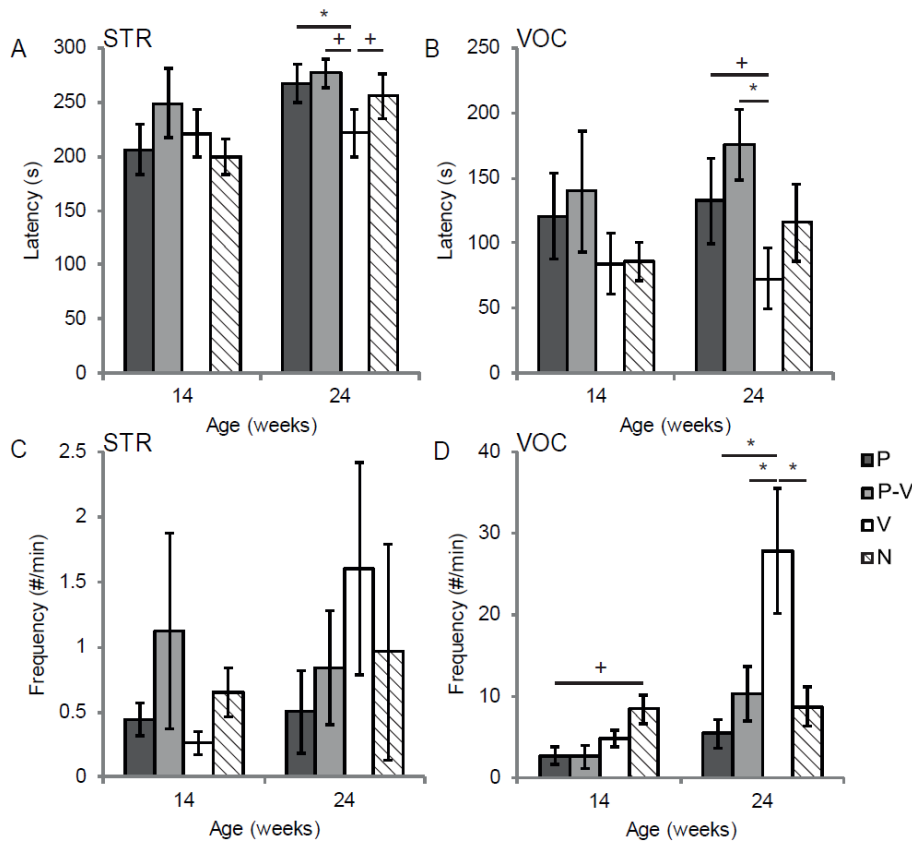 A STR
Latency (s)
300
250
200
150
100
50
0
* + +
14 24
Age (weeks)
B VOC
Latency (s)
250
200
150
100
50
0
+
*
14 24
Age (weeks)
C STR
Frequency (#/min)
2.5
2
1.5
1
0.5
0
14 24
Age (weeks)
D VOC
Frequency (#/min)
40
30
20
10
0
+
*
* *
14 24
Age (weeks)
P
P-V
V
N